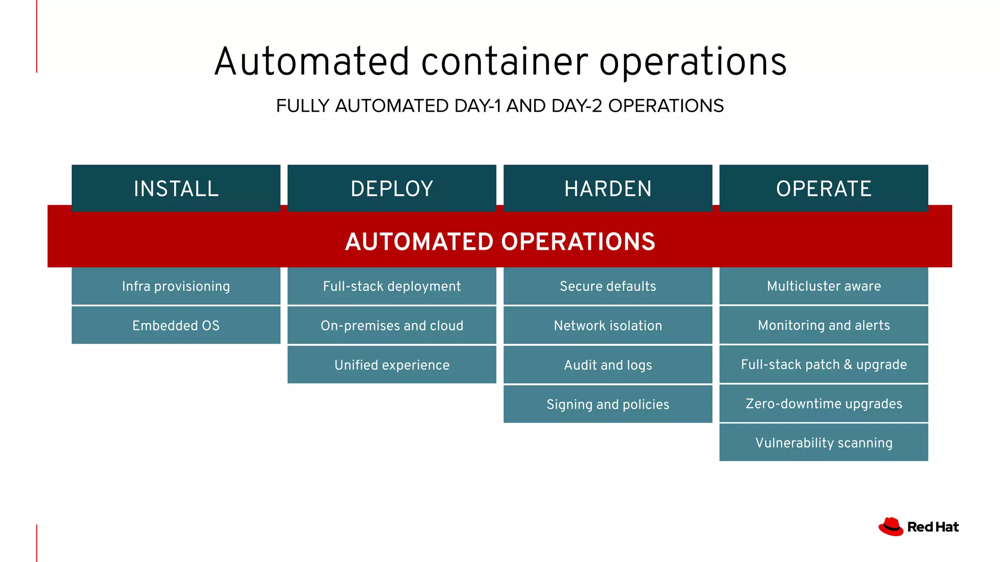 Automated container operations
FULLY AUTOMATED DAY-1 AND DAY-2 OPERATIONS
INSTALL
DEPLOY
HARDEN
OPERATE
AUTOMATED OPERATIONS
Infra provisioning
Embedded OS
Full-stack deployment
On-premises and cloud
Unified experience
Secure defaults
Network isolation
Audit and logs
Signing and policies
Multicluster aware
Monitoring and alerts
Full-stack patch & upgrade
Zero-downtime upgrades
Vulnerability scanning
Red Hat